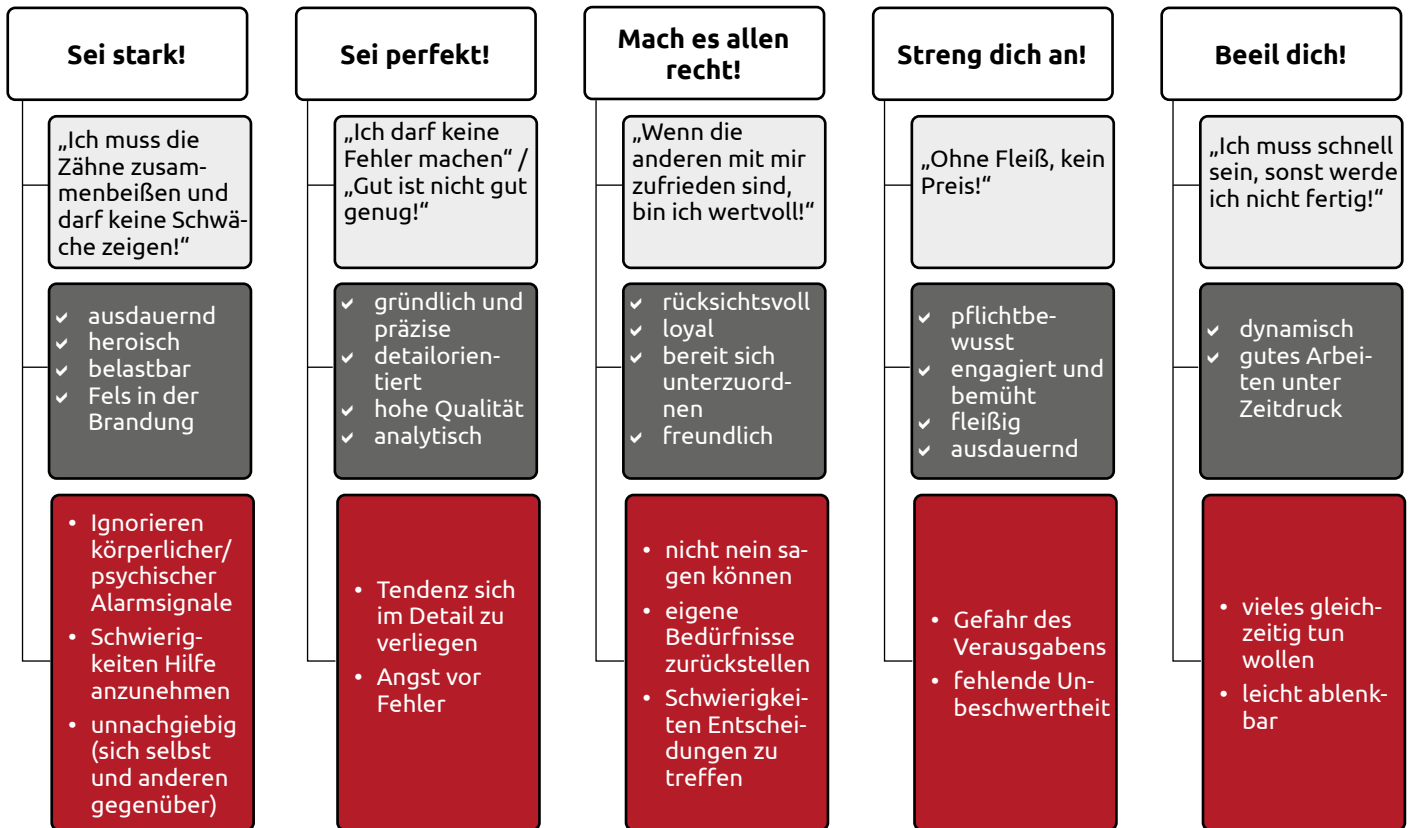 Sei stark!
„Ich muss die
Zähne zusam-
menbeißen und
darf keine Schwä-
che zeigen!“
ausdauernd
heroisch
belastbar
Fels in der
Brandung
• Ignorieren
körperlicher/
psychischer
Alarmsignale
• Schwierig-
keiten Hilfe
anzunehmen
• unnachgiebig
(sich selbst
und anderen
gegenüber)
Sei perfekt!
„Ich darf keine
Fehler machen“ /
„Gut ist nicht gut
genug!“
gründlich und
präzise
detailorien-
tiert
hohe Qualität
analytisch
• Tendenz sich
im Detail zu
verliegen
• Angst vor
Fehler
Mach es allen
recht!
„Wenn die
anderen mit mir
zufrieden sind,
bin ich wertvoll!“
rücksichtsvoll
loyal
bereit sich
unterzuord-
nen
freundlich
• nicht nein sa-
gen können
• eigene
Bedürfnisse
zurückstellen
• Schwierigkei-
ten Entschei-
dungen zu
treffen
Streng dich an!
„Ohne Fleiß, kein
Preis!“
pflichtbe-
wusst
engagiert und
bemüht
fleißig
ausdauernd
• Gefahr des
Verausgabens
• fehlende Un-
beschwertheit
Beeil dich!
„Ich muss schnell
sein, sonst werde
ich nicht fertig!“
dynamisch
gutes Arbei-
ten unter
Zeitdruck
• vieles gleich-
zeitig tun
wollen
• leicht ablenk-
bar